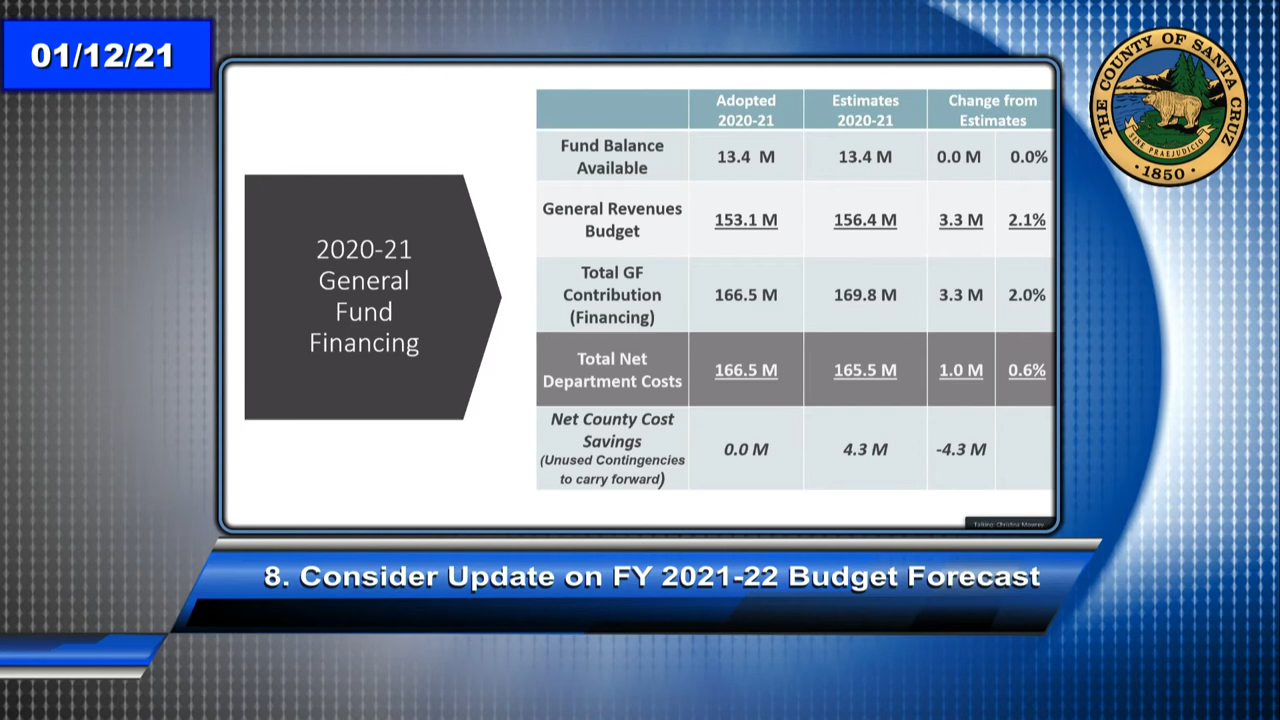 01/12/21
THE COUNTY OF SANTA CRUZ
SINE PRAEJUDICIO
• 1850 •
2020-21
General
Fund
Financing
Adopted
2020-21
Estimates
2020-21
Change from
Estimates
Fund Balance
Available
13.4 M
13.4 M
0.0 M
0.0%
General Revenues
Budget
153.1 M
156.4 M
3.3 M
2.1%
Total GF
Contribution
(Financing)
166.5 M
169.8 M
3.3 M
2.0%
Total Net
Department Costs
166.5 M
165.5 M
1.0 M
0.6%
Net County Cost
Savings
(Unused Contingencies
to carry forward)
0.0 M
4.3 M
-4.3 M
Talking: Christina Mowrey
8. Consider Update on FY 2021-22 Budget Forecast